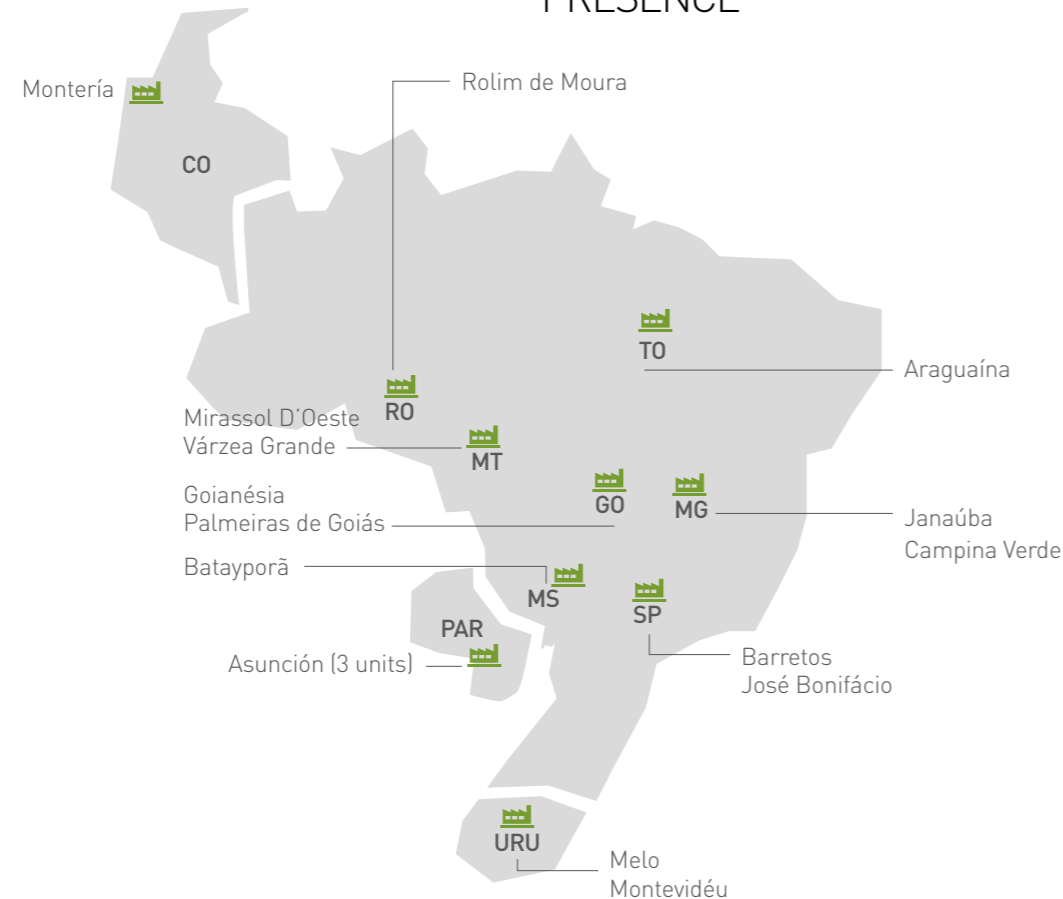 PRESENCE
Montería
Rolim de Moura
CO
TO
Araguaína
RO
Mirassol D'Oeste
Várzea Grande
MT
Goianésia
Palmeiras de Goiás
GO
MG
Janaúba
Campina Verde
Batayporã
MS
SP
PAR
Asunción (3 units)
Barretos
José Bonifácio
URU
Melo
Montevidéu